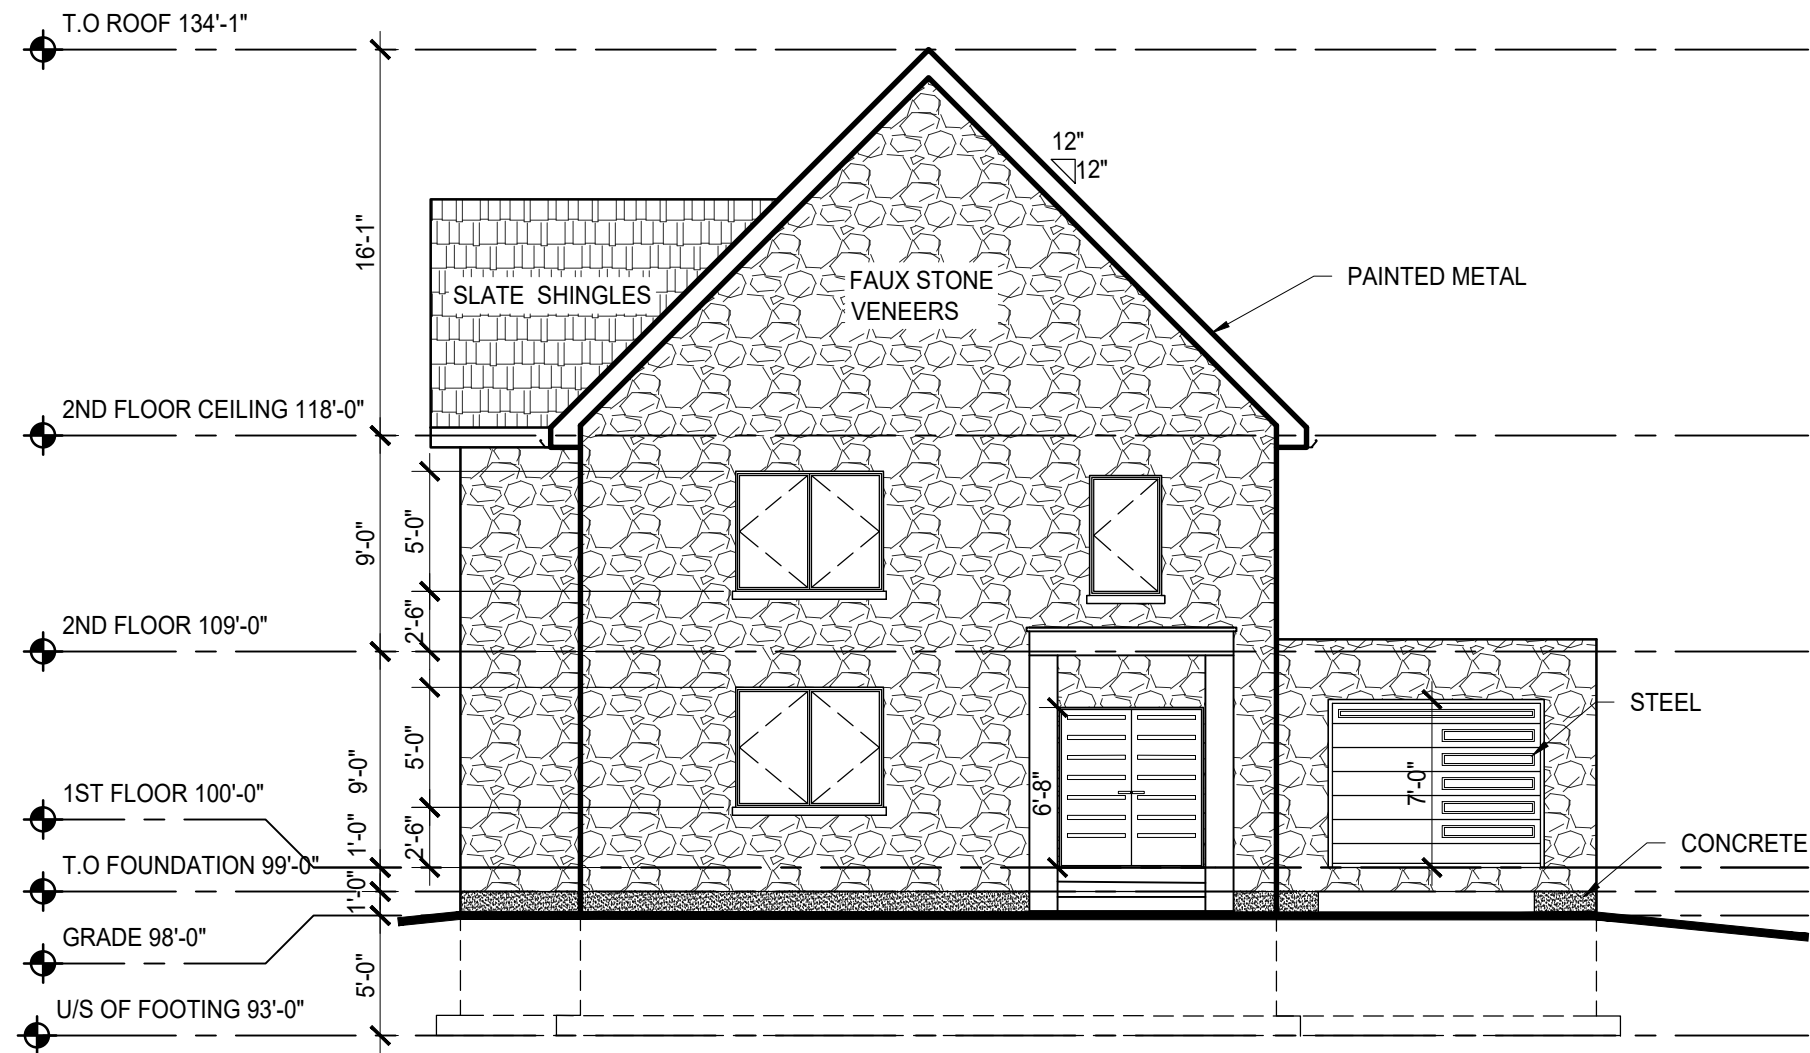 T.O ROOF 134'-1"
12"
12"
16'-1"
SLATE SHINGLES
FAUX STONE
VENEERS
PAINTED METAL
2ND FLOOR CEILING 118'-0"
9'-0"
5'-0"
2'-6"
2ND FLOOR 109'-0"
STEEL
9'-0"
5'-0"
6'-8"
7'-0"
1ST FLOOR 100'-0"
1'-0"
2'-6"
CONCRETE
T.O FOUNDATION 99'-0"
1'-0"
GRADE 98'-0"
5'-0"
U/S OF FOOTING 93'-0"